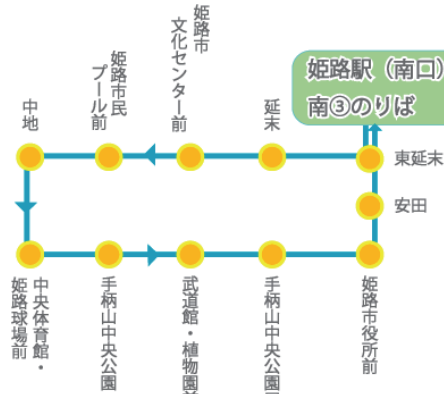 姫路駅（南口）
南③のりば
東延末
延末
姫路市
文化センター前
姫路市民
プール前
中地
中央体育館・
姫路球場前
手柄山中央公園
武道館・植物園前
手柄山中央公園
姫路市役所前
安田